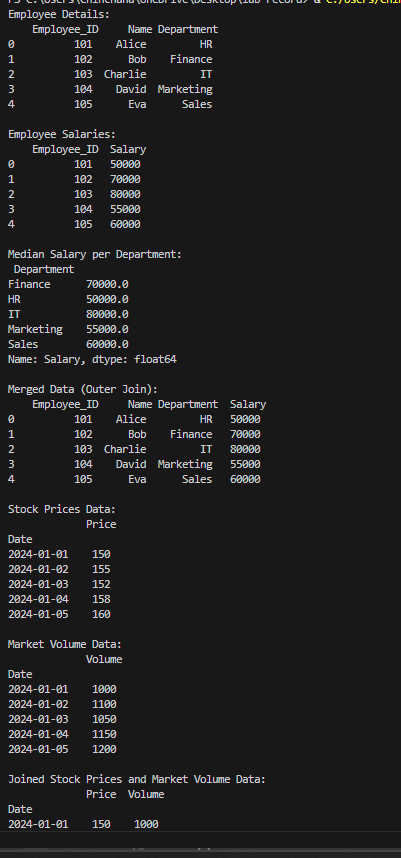 PS C:\Users\Chinchana\OneDrive\Desktop\lab record> & C:/Users/Chin
Employee Details:
   Employee_ID     Name Department
0          101    Alice         HR
1          102      Bob    Finance
2          103  Charlie         IT
3          104    David  Marketing
4          105      Eva      Sales
Employee Salaries:
   Employee_ID  Salary
0          101   50000
1          102   70000
2          103   80000
3          104   55000
4          105   60000
Median Salary per Department:
 Department
Finance      70000.0
HR           50000.0
IT           80000.0
Marketing    55000.0
Sales        60000.0
Name: Salary, dtype: float64
Merged Data (Outer Join):
   Employee_ID     Name Department  Salary
0          101    Alice         HR   50000
1          102      Bob    Finance   70000
2          103  Charlie         IT   80000
3          104    David  Marketing   55000
4          105      Eva      Sales   60000
Stock Prices Data:
            Price
Date
2024-01-01    150
2024-01-02    155
2024-01-03    152
2024-01-04    158
2024-01-05    160
Market Volume Data:
            Volume
Date
2024-01-01    1000
2024-01-02    1100
2024-01-03    1050
2024-01-04    1150
2024-01-05    1200
Joined Stock Prices and Market Volume Data:
            Price  Volume
Date
2024-01-01    150    1000